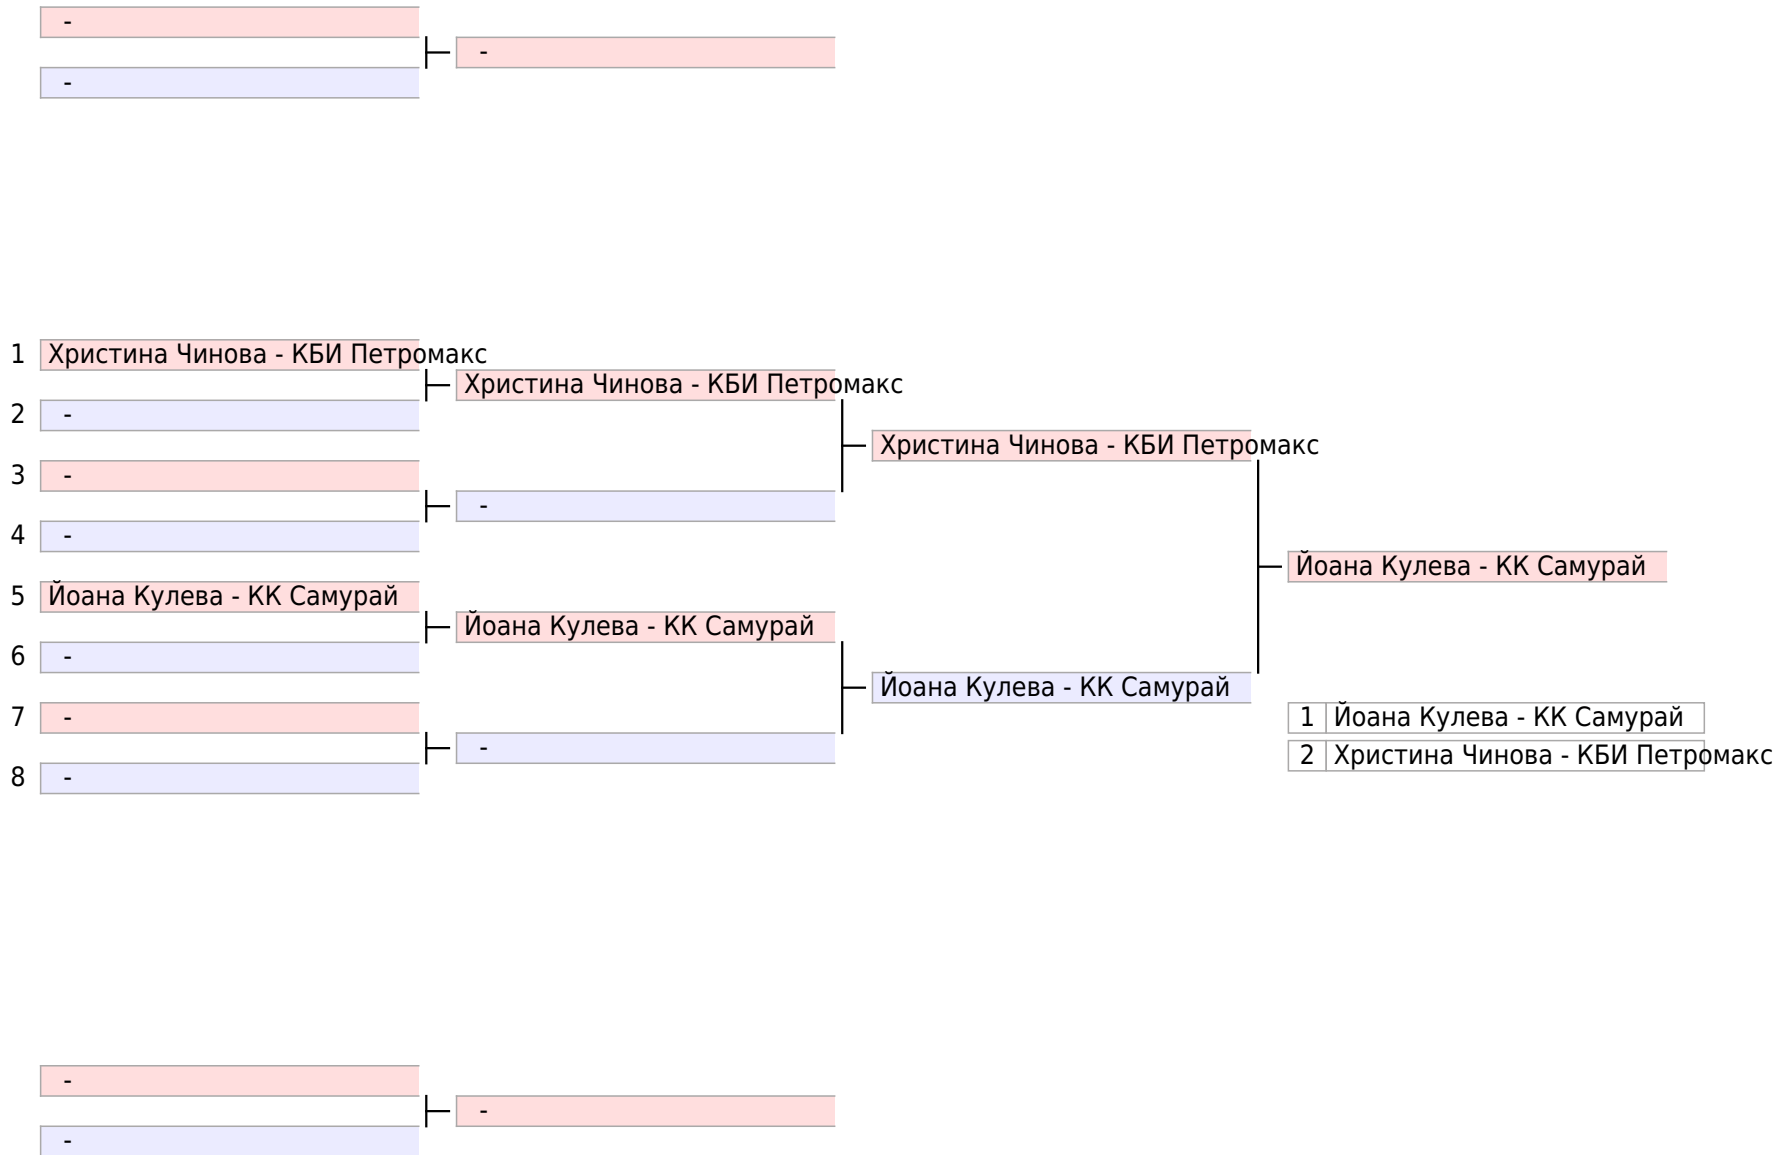 -
-
-
1 Христина Чинова - КБИ Петромакс
Христина Чинова - КБИ Петромакс
2 -
Христина Чинова - КБИ Петромакс
3 -
-
4 -
Йоана Кулева - КК Самурай
5 Йоана Кулева - КК Самурай
Йоана Кулева - КК Самурай
6 -
Йоана Кулева - КК Самурай
7 -
1 Йоана Кулева - КК Самурай
-
2 Христина Чинова - КБИ Петромакс
8 -
-
-
-